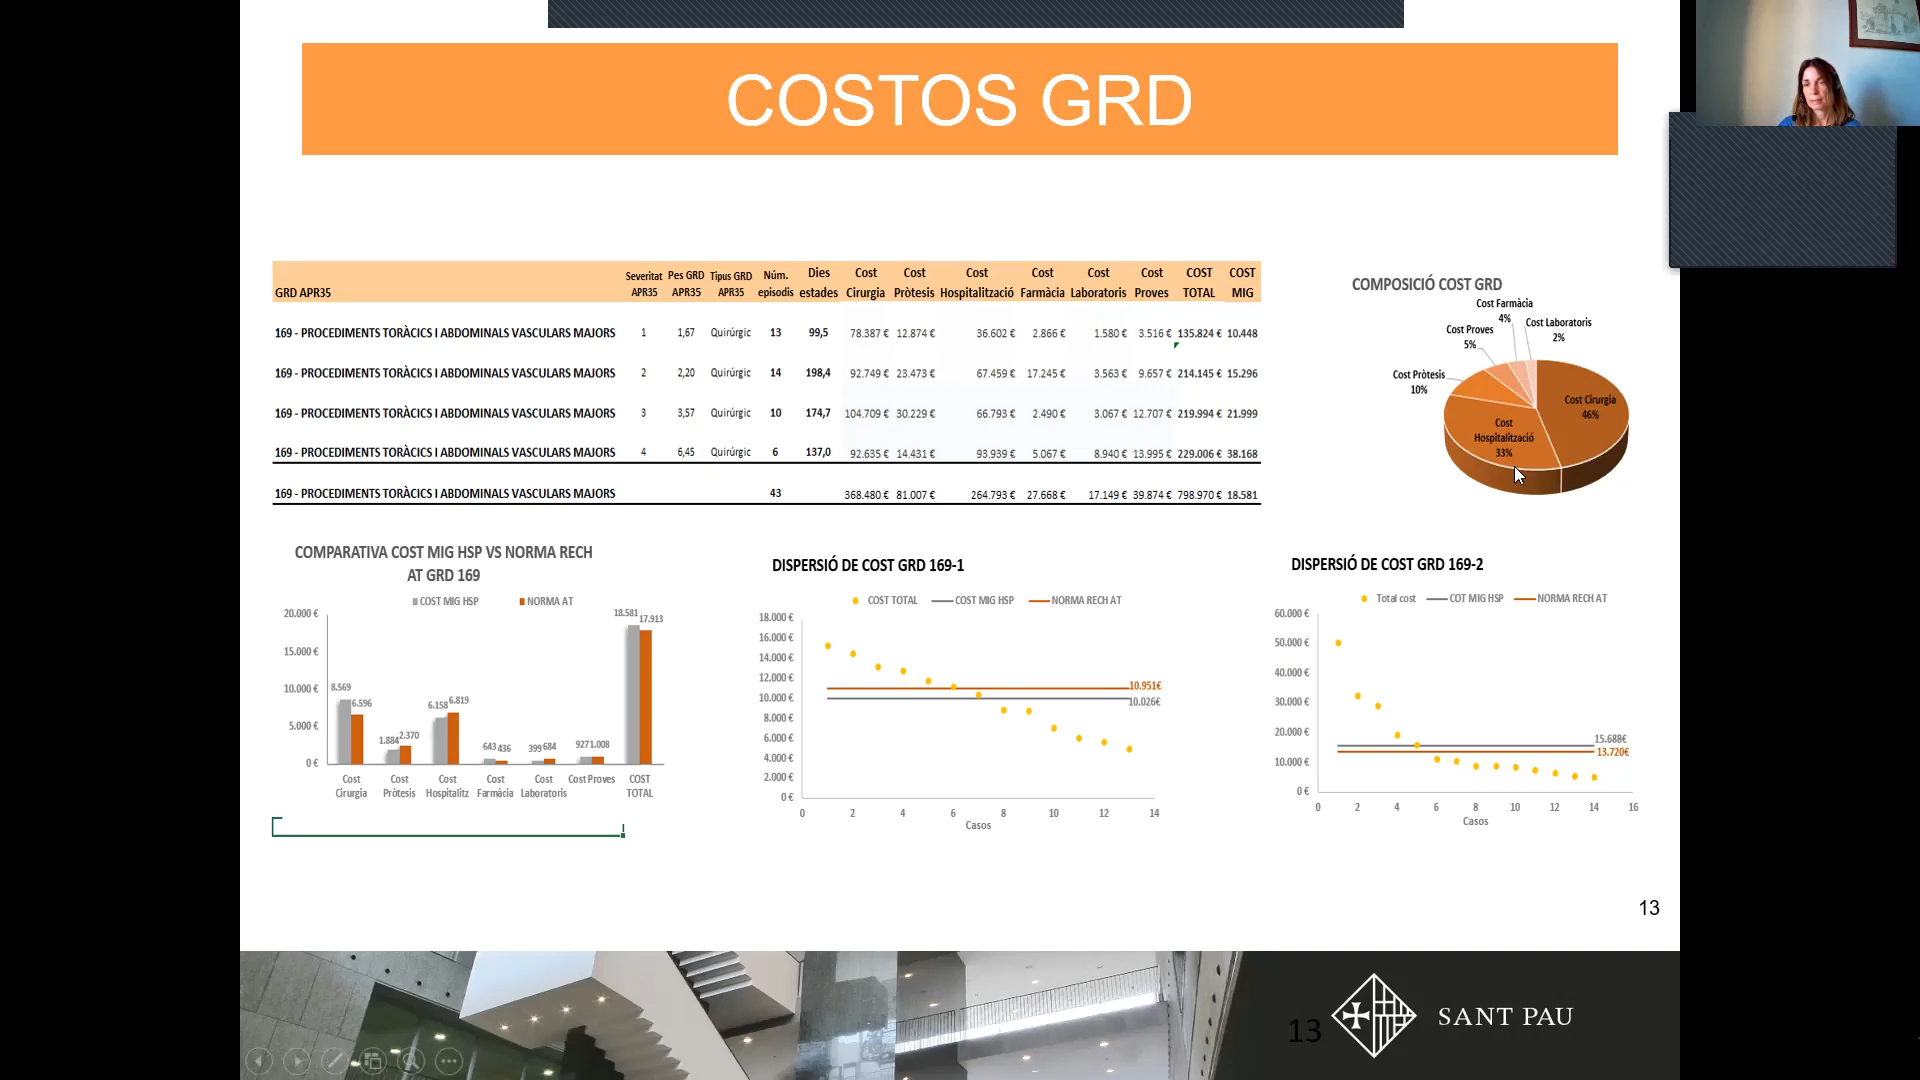 COSTOS GRD
GRD APR35 Severitat APR35 Pes GRD APR35 Tipus GRD APR35 Núm. episodis Dies estades Cost Cirurgia Cost Pròtesis Cost Hospitalització Cost Farmàcia Cost Laboratoris Cost Proves COST TOTAL COST MIG
169 - PROCEDIMENTS TORÀCICS I ABDOMINALS VASCULARS MAJORS 1 1,67 Quirúrgic 13 99,5 78.387 € 12.874 € 36.602 € 2.866 € 1.580 € 3.516 € 135.824 € 10.448
169 - PROCEDIMENTS TORÀCICS I ABDOMINALS VASCULARS MAJORS 2 2,20 Quirúrgic 14 198,4 92.749 € 23.473 € 67.459 € 17.245 € 3.563 € 9.657 € 214.145 € 15.296
169 - PROCEDIMENTS TORÀCICS I ABDOMINALS VASCULARS MAJORS 3 3,57 Quirúrgic 10 174,7 104.709 € 30.229 € 66.793 € 2.490 € 3.067 € 12.707 € 219.994 € 21.999
169 - PROCEDIMENTS TORÀCICS I ABDOMINALS VASCULARS MAJORS 4 6,45 Quirúrgic 6 137,0 92.635 € 14.431 € 93.939 € 5.067 € 8.940 € 13.995 € 229.006 € 38.168
169 - PROCEDIMENTS TORÀCICS I ABDOMINALS VASCULARS MAJORS 43 368.480 € 81.007 € 264.793 € 27.668 € 17.149 € 39.874 € 798.970 € 18.581
COMPOSICIÓ COST GRD
Cost Farmàcia
4%
Cost Laboratoris
2%
Cost Proves
5%
Cost Pròtesis
10%
Cost Cirurgia
46%
Cost
Hospitalització
33%
COMPARATIVA COST MIG HSP VS NORMA RECH
AT GRD 169
COST MIG HSP NORMA AT
20.000 €
15.000 €
10.000 €
5.000 €
0 €
8.569 6.596
1.884 2.370
6.158 6.819
643 436
399 684
927 1.008
18.581 17.913
Cost Cirurgia
Cost Pròtesis
Cost Hospitalitz
Cost Farmàcia
Cost Laboratoris
Cost Proves
COST TOTAL
DISPERSIÓ DE COST GRD 169-1
COST TOTAL COST MIG HSP NORMA RECH AT
18.000 €
16.000 €
14.000 €
12.000 €
10.000 €
8.000 €
6.000 €
4.000 €
2.000 €
0 €
10.951€
10.026€
0 2 4 6 8 10 12 14
Casos
DISPERSIÓ DE COST GRD 169-2
Total cost COT MIG HSP NORMA RECH AT
60.000 €
50.000 €
40.000 €
30.000 €
20.000 €
10.000 €
0 €
15.688€
13.720€
0 2 4 6 8 10 12 14 16
Casos
13
13
SANT PAU